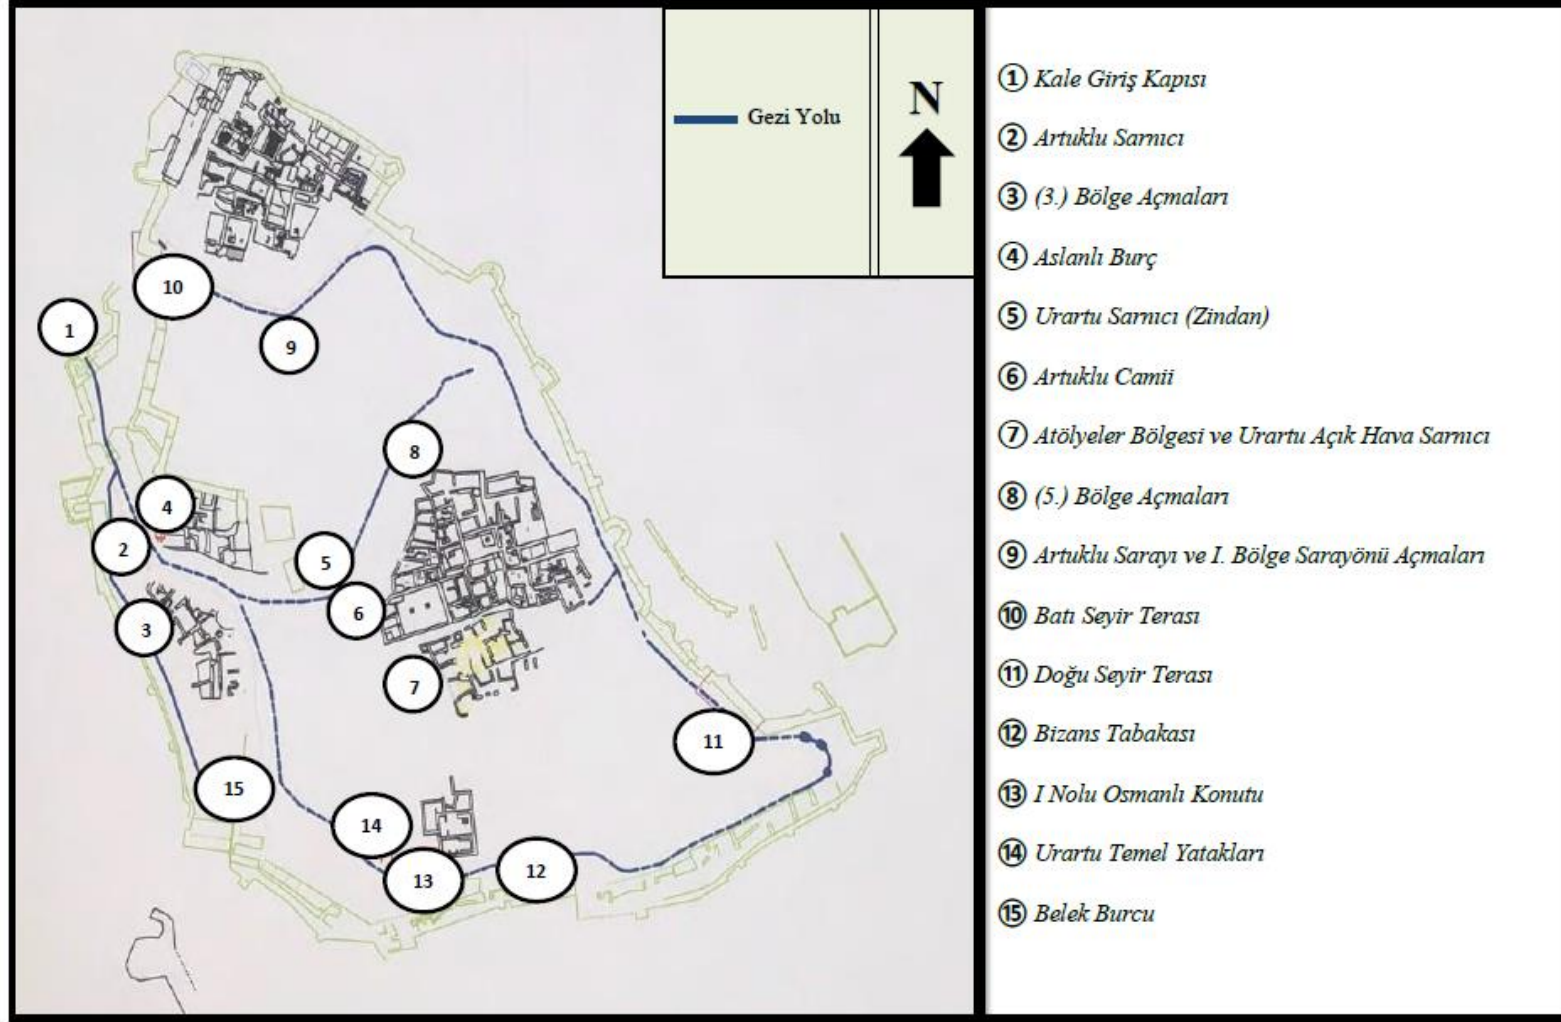 Gezi Yolu
N
10
1
9
8
4
2
5
6
3
7
11
15
14
13
12
① Kale Giriş Kapısı
② Artuklu Sarnıcı
③ (3.) Bölge Açmaları
④ Aslanlı Burç
⑤ Urartu Sarnıcı (Zindan)
⑥ Artuklu Camii
⑦ Atölyeler Bölgesi ve Urartu Açık Hava Sarnıcı
⑧ (5.) Bölge Açmaları
⑨ Artuklu Sarayı ve I. Bölge Sarayönü Açmaları
⑩ Batı Seyir Terası
⑪ Doğu Seyir Terası
⑫ Bizans Tabakası
⑬ I Nolu Osmanlı Konutu
⑭ Urartu Temel Yatakları
⑮ Belek Burcu